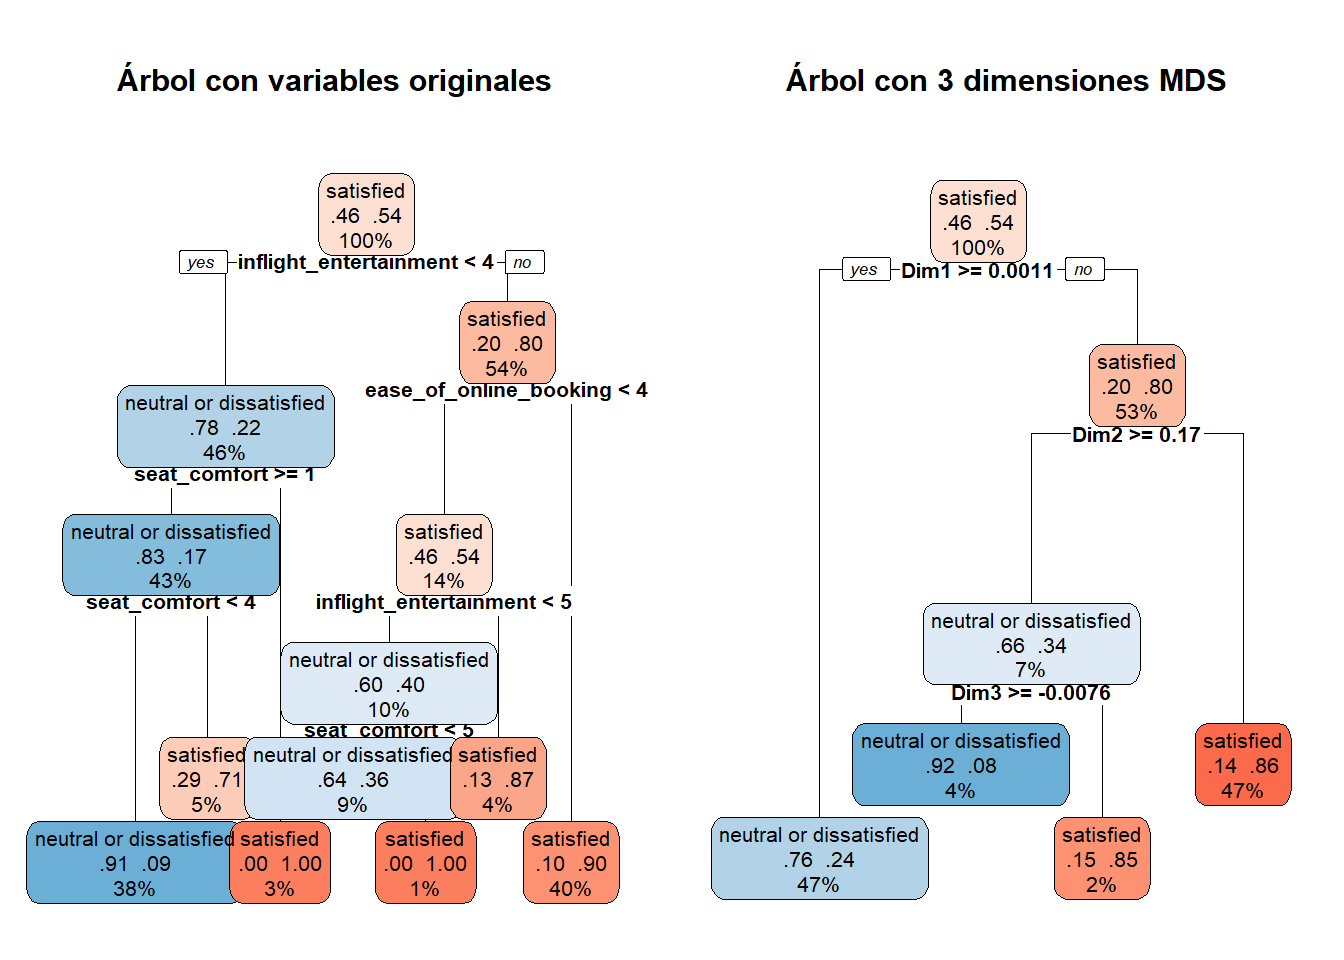 Árbol con variables originales
satisfied
.46 .54
100%
yes
inflight_entertainment < 4
no
satisfied
.20 .80
54%
ease_of_online_booking < 4
neutral or dissatisfied
.78 .22
46%
seat_comfort >= 1
neutral or dissatisfied
.83 .17
43%
seat_comfort < 4
satisfied
.46 .54
14%
inflight_entertainment < 5
neutral or dissatisfied
.60 .40
10%
seat_comfort < 5
satisfied
.29 .71
5%
neutral or dissatisfied
.64 .36
9%
satisfied
.13 .87
4%
neutral or dissatisfied
.91 .09
38%
satisfied
.00 1.00
3%
satisfied
.00 1.00
1%
satisfied
.10 .90
40%
Árbol con 3 dimensiones MDS
satisfied
.46 .54
100%
yes
Dim1 >= 0.0011
no
satisfied
.20 .80
53%
Dim2 >= 0.17
neutral or dissatisfied
.66 .34
7%
Dim3 >= -0.0076
neutral or dissatisfied
.92 .08
4%
satisfied
.14 .86
47%
neutral or dissatisfied
.76 .24
47%
satisfied
.15 .85
2%